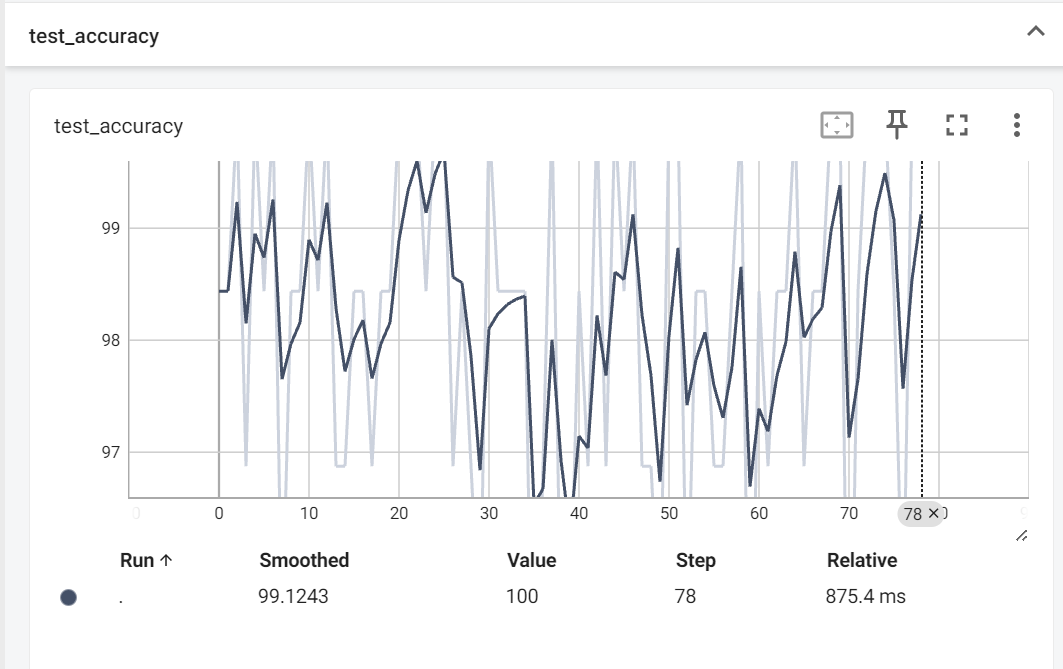 test_accuracy
test_accuracy
99
98
97
0 10 20 30 40 50 60 70 78 ×
Run ↑ Smoothed Value Step Relative
. 99.1243 100 78 875.4 ms